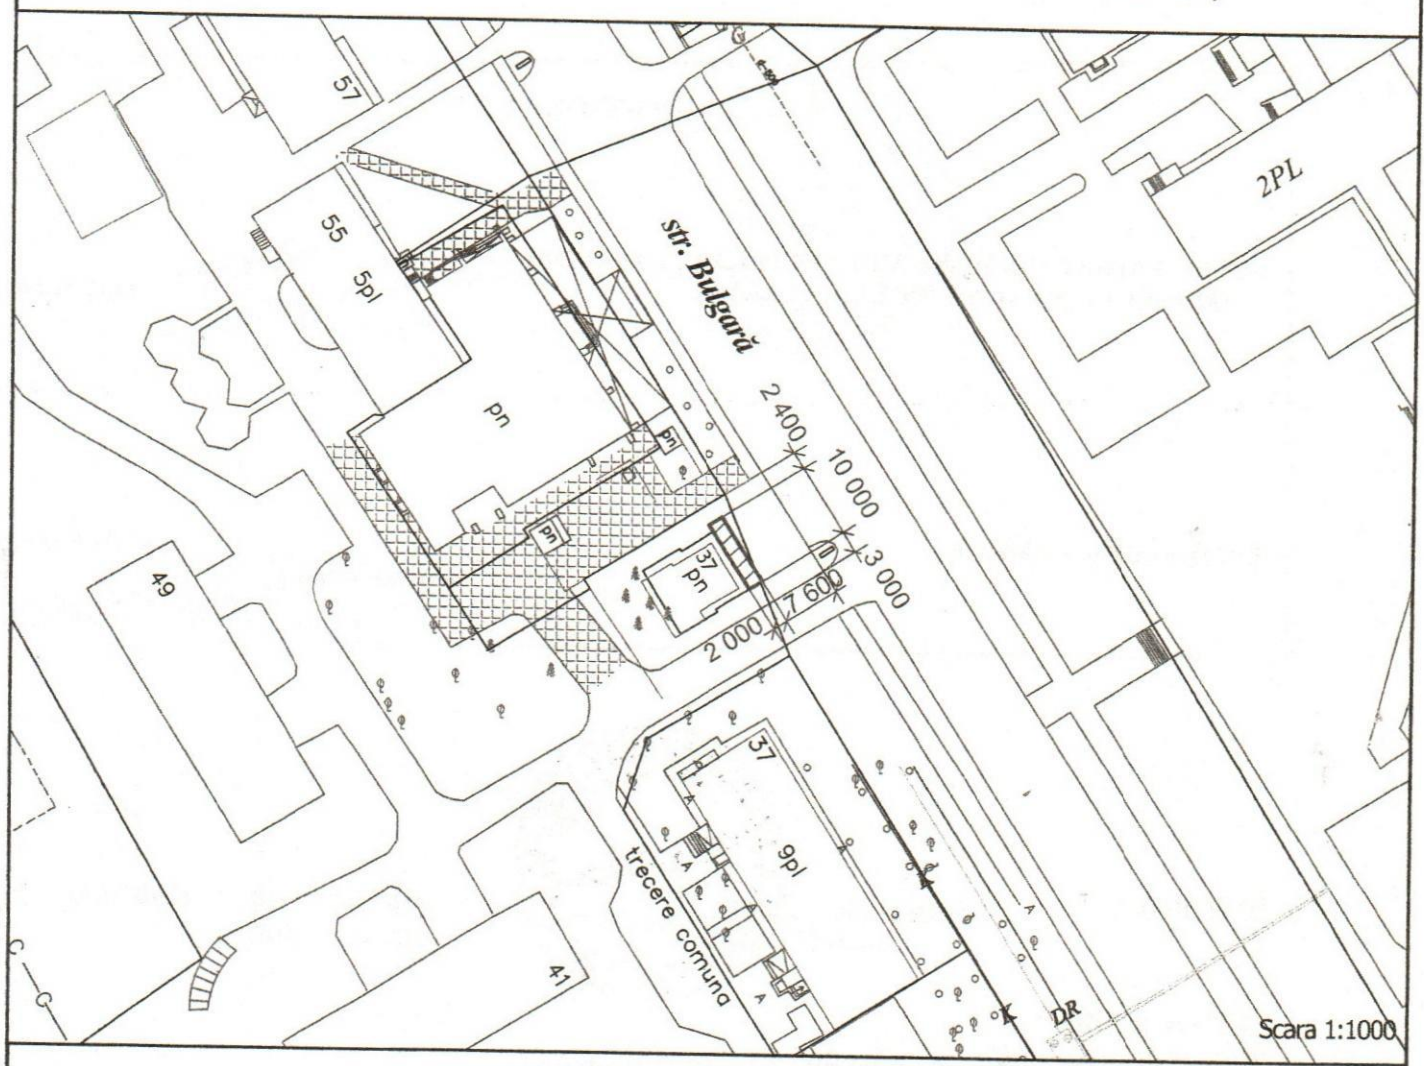 57
G
55
5pl
2PL
str. Bulgară
pn
pn
2 400
10 000
pn
49
37
pn
3 000
7 600
2 000
37
A
9pl
A
A
trecere comuna
A
A
41
A
C
C
K
DR
Scara 1:1000